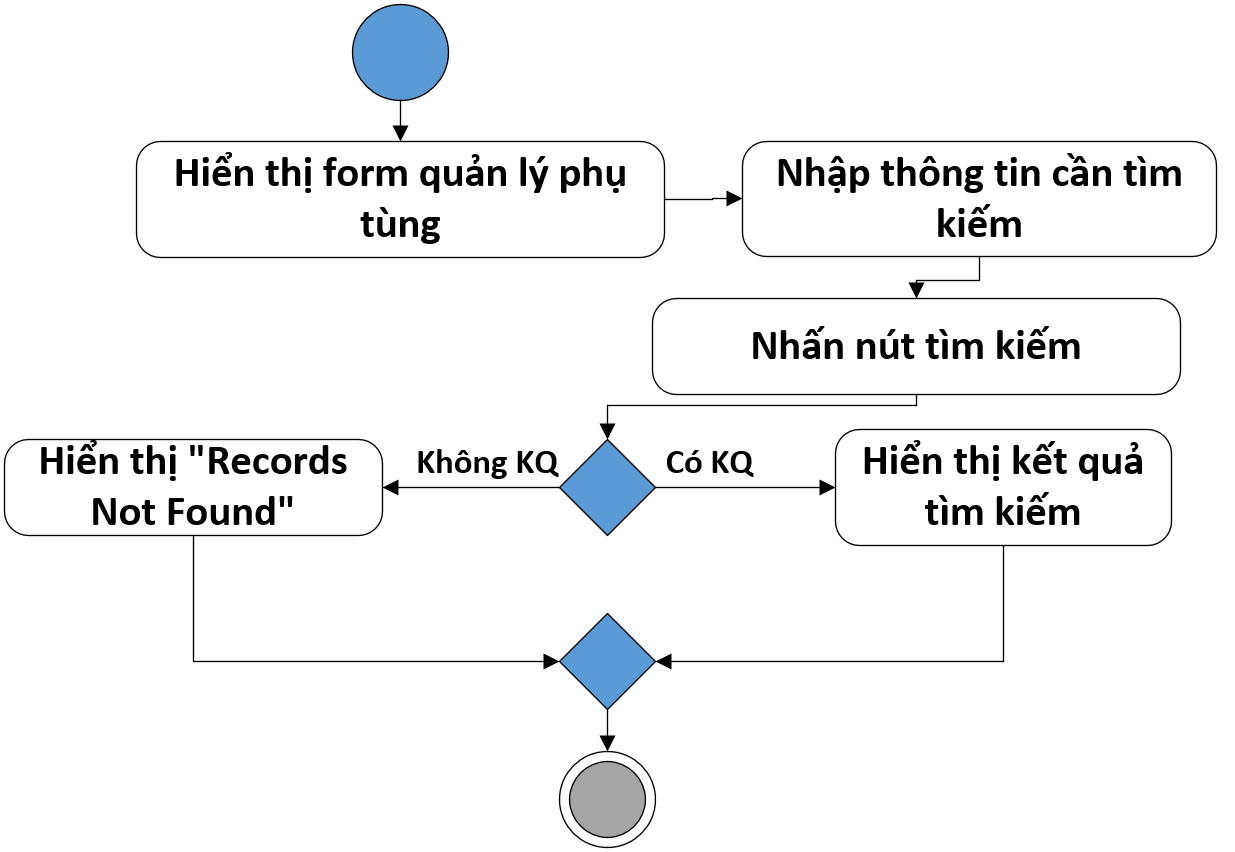 Hiển thị form quản lý phụ
tùng
Nhập thông tin cần tìm
kiếm
Nhấn nút tìm kiếm
Hiển thị "Records
Not Found"
Không KQ
Có KQ
Hiển thị kết quả
tìm kiếm